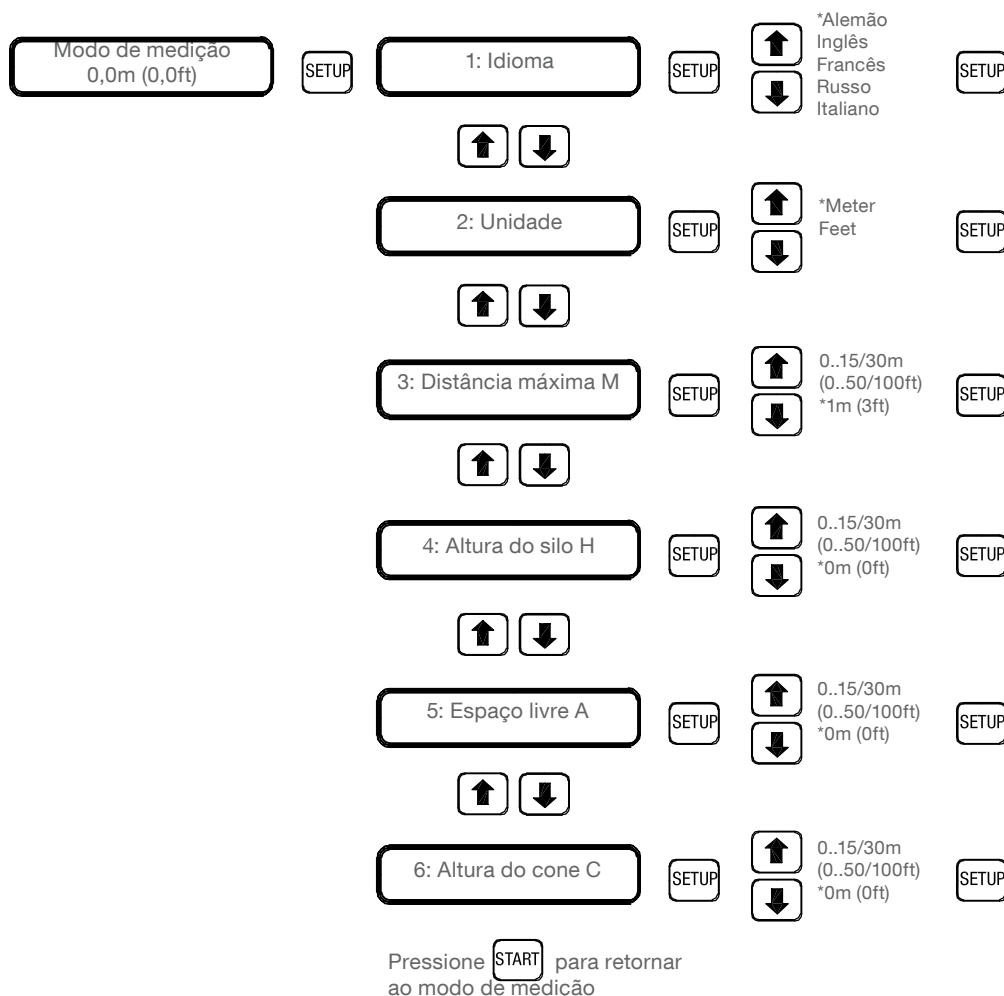 Modo de medição
0,0m (0,0ft)
SETUP
1: Idioma
SETUP
*Alemão
Inglês
Francês
Russo
Italiano
SETUP
2: Unidade
SETUP
*Meter
Feet
SETUP
3: Distância máxima M
SETUP
0..15/30m
(0..50/100ft)
*1m (3ft)
SETUP
4: Altura do silo H
SETUP
0..15/30m
(0..50/100ft)
*0m (0ft)
SETUP
5: Espaço livre A
SETUP
0..15/30m
(0..50/100ft)
*0m (0ft)
SETUP
6: Altura do cone C
SETUP
0..15/30m
(0..50/100ft)
*0m (0ft)
SETUP
Pressione START para retornar
ao modo de medição